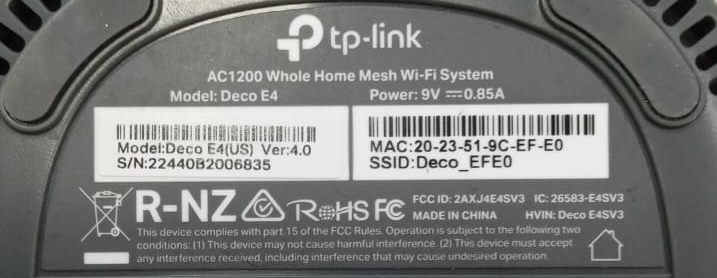 tp-link
AC1200 Whole Home Mesh Wi-Fi System
Model: Deco E4 Power: 9V ⎓0.85A
Model:Deco E4(US) Ver:4.0
S/N:22440B2006835
MAC:20-23-51-9C-EF-E0
SSID:Deco_EFE0
R-NZ RoHS FC
FCC ID: 2AXJ4E4SV3 IC: 26583-E4SV3
MADE IN CHINA HVIN: Deco E4SV3
This device complies with part 15 of the FCC Rules. Operation is subject to the following two
conditions: (1) This device may not cause harmful interference. (2) This device must accept
any interference received, including interference that may cause undesired operation.